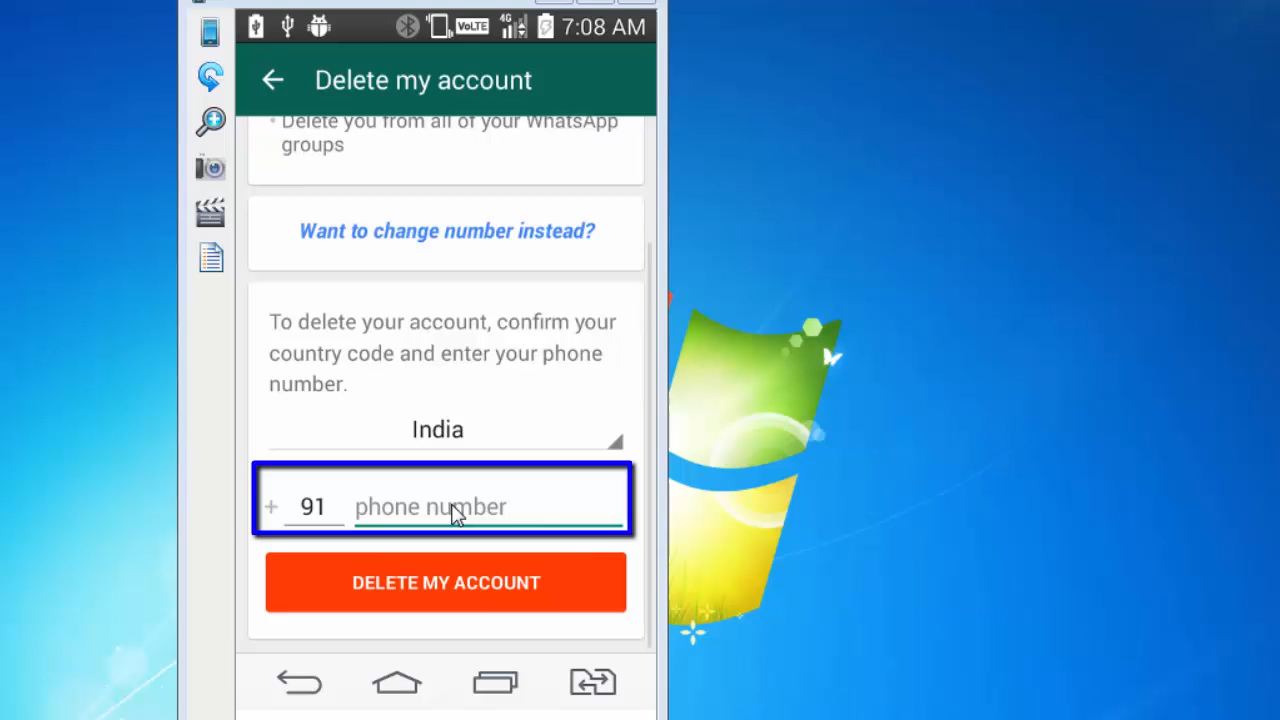 4G
VoLTE
7:08 AM
Delete my account
• Delete you from all of your WhatsApp
groups
Want to change number instead?
To delete your account, confirm your
country code and enter your phone
number.
India
+ 91 phone number
DELETE MY ACCOUNT